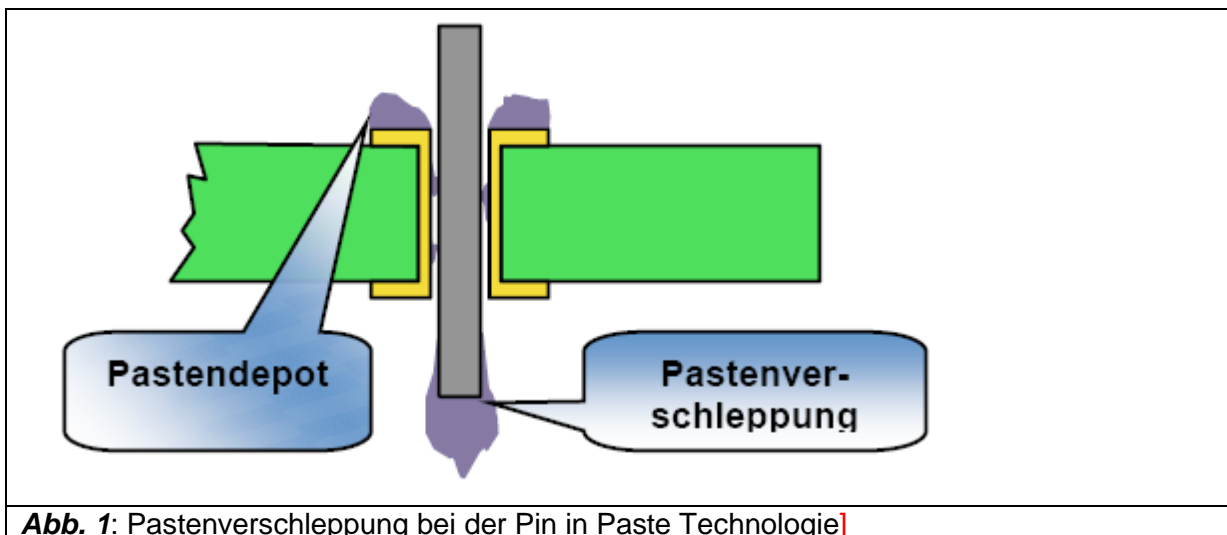 Pastendepot
Pastenver-
schleppung
Abb. 1: Pastenverschleppung bei der Pin in Paste Technologie]